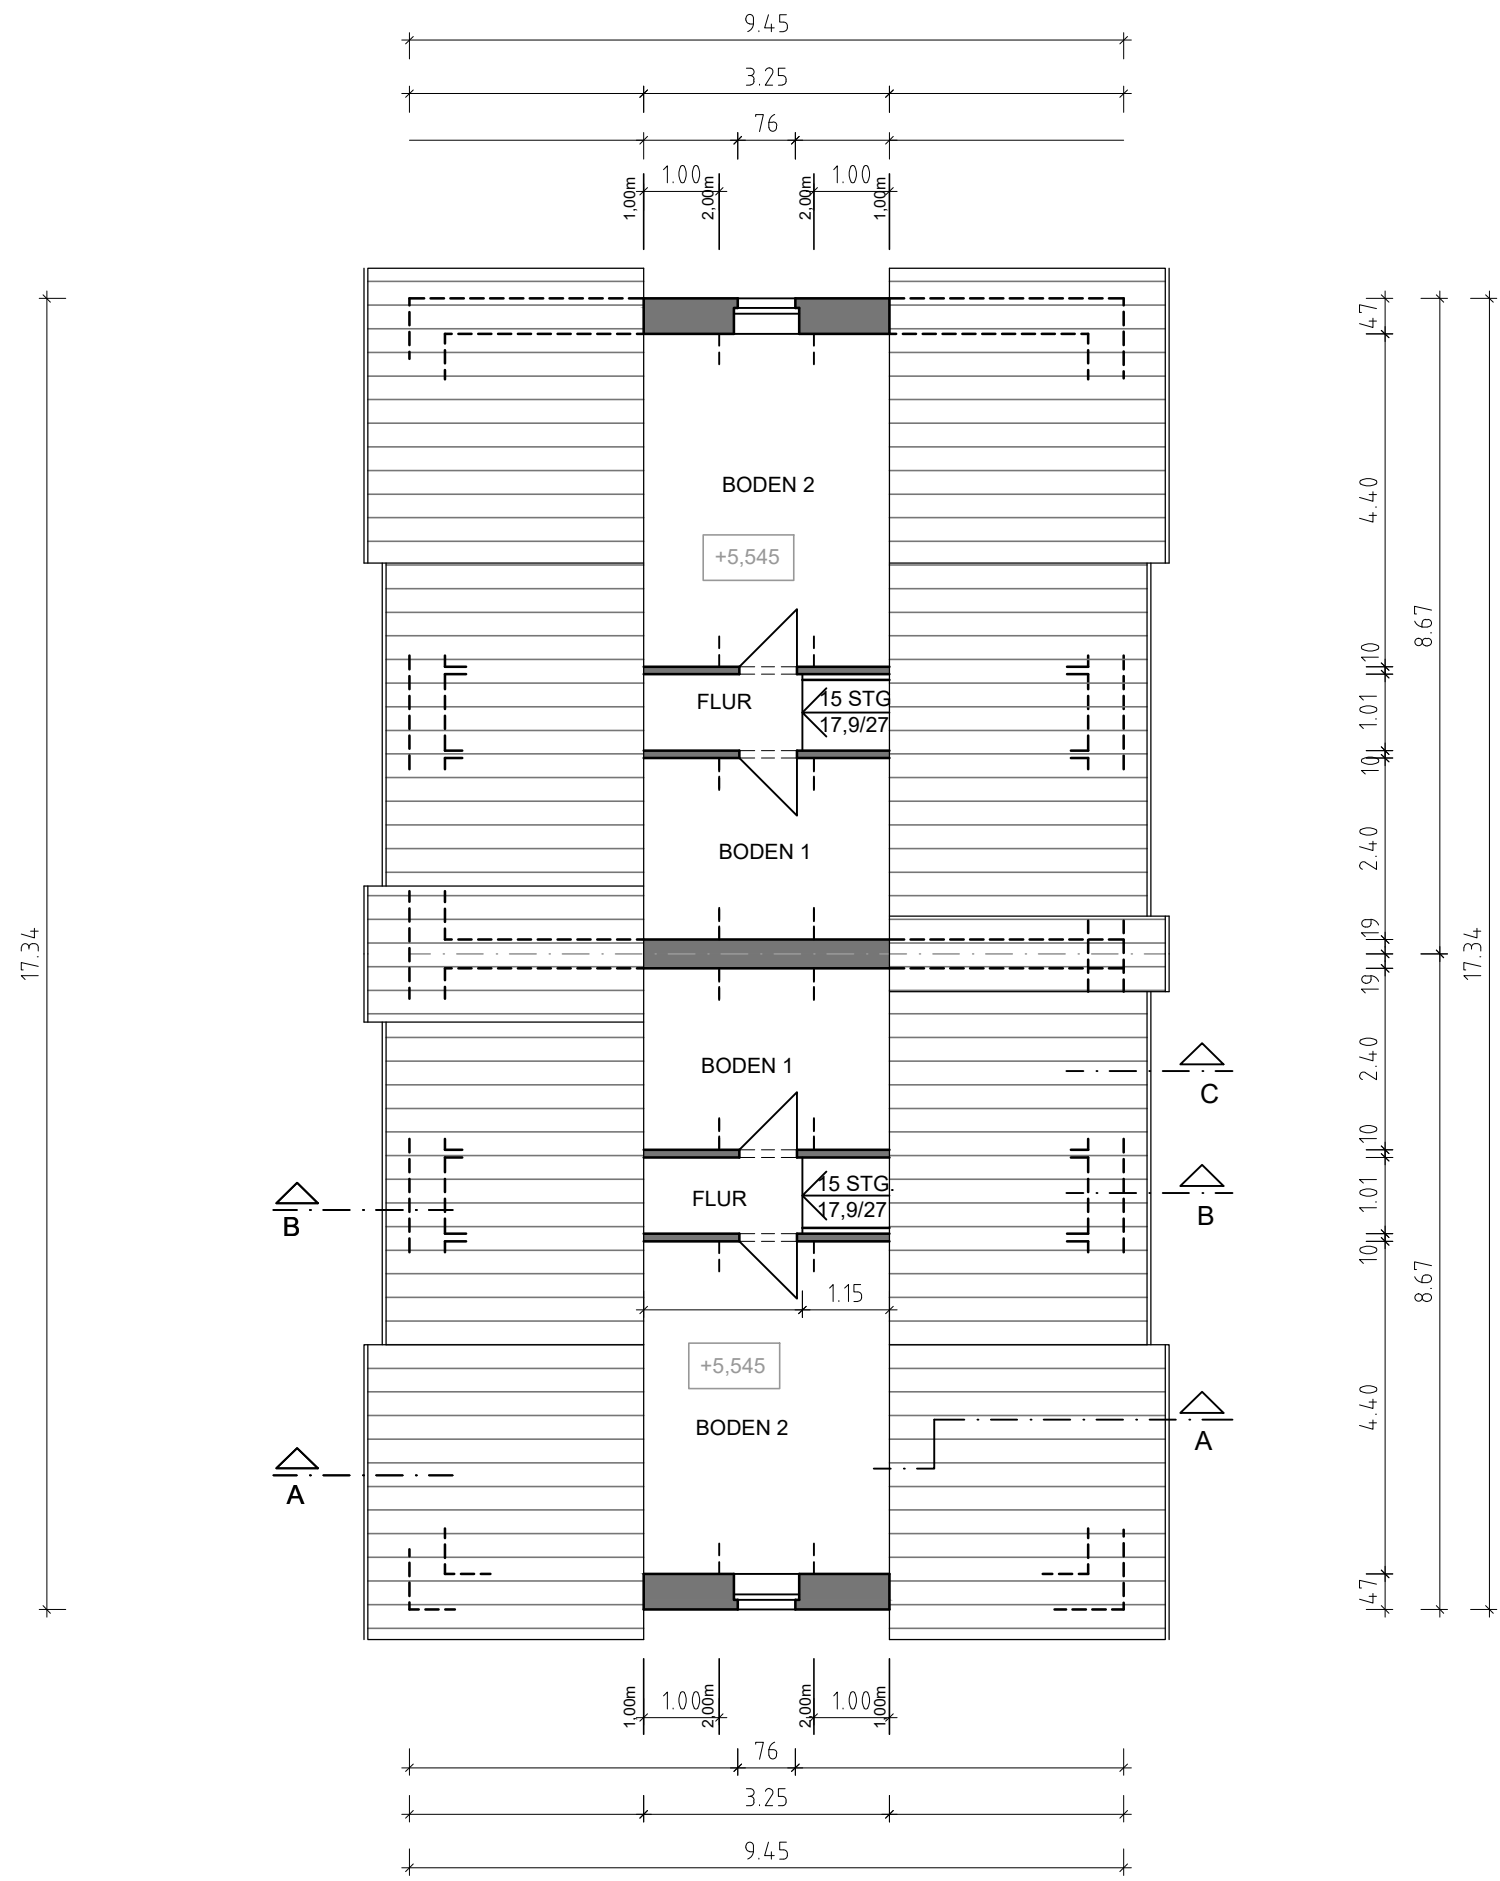 9.45
3.25
76
1.00 1.00
1,00m 2,00m 2,00m 1,00m
47
4.40
BODEN 2
+5,545
8.67
10
FLUR
15 STG
17,9/27
1.01
10
BODEN 1
2.40
19
17.34
17.34
19
BODEN 1
2.40
C
10
FLUR
15 STG.
17,9/27
1.01
B
B
10
8.67
1.15
+5,545
BODEN 2
4.40
A
A
47
1.00 1.00
1,00m 2,00m 2,00m 1,00m
76
3.25
9.45